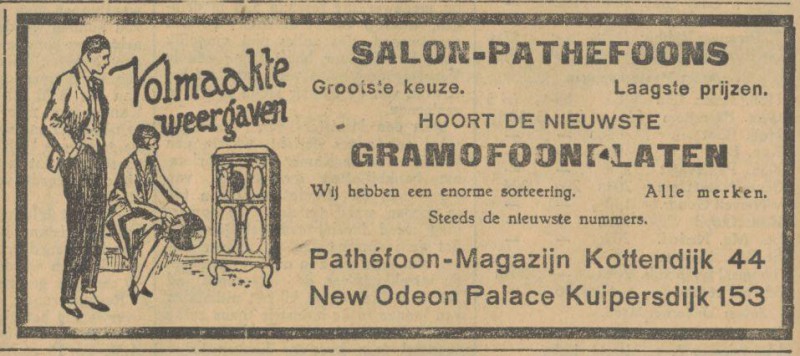 Volmaakte
weergaven
SALON-PATHEFOONS
Grootste keuze. Laagste prijzen.
HOORT DE NIEUWSTE
GRAMOFOONPLATEN
Wij hebben een enorme sorteering. Alle merken.
Steeds de nieuwste nummers.
Pathéfoon-Magazijn Kottendijk 44
New Odeon Palace Kuipersdijk 153